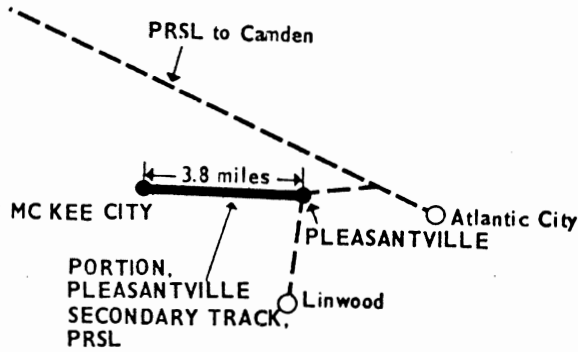 PRSL to Camden
3.8 miles
MC KEE CITY
Atlantic City
PLEASANTVILLE
PORTION,
PLEASANTVILLE
SECONDARY TRACK,
PRSL
Linwood